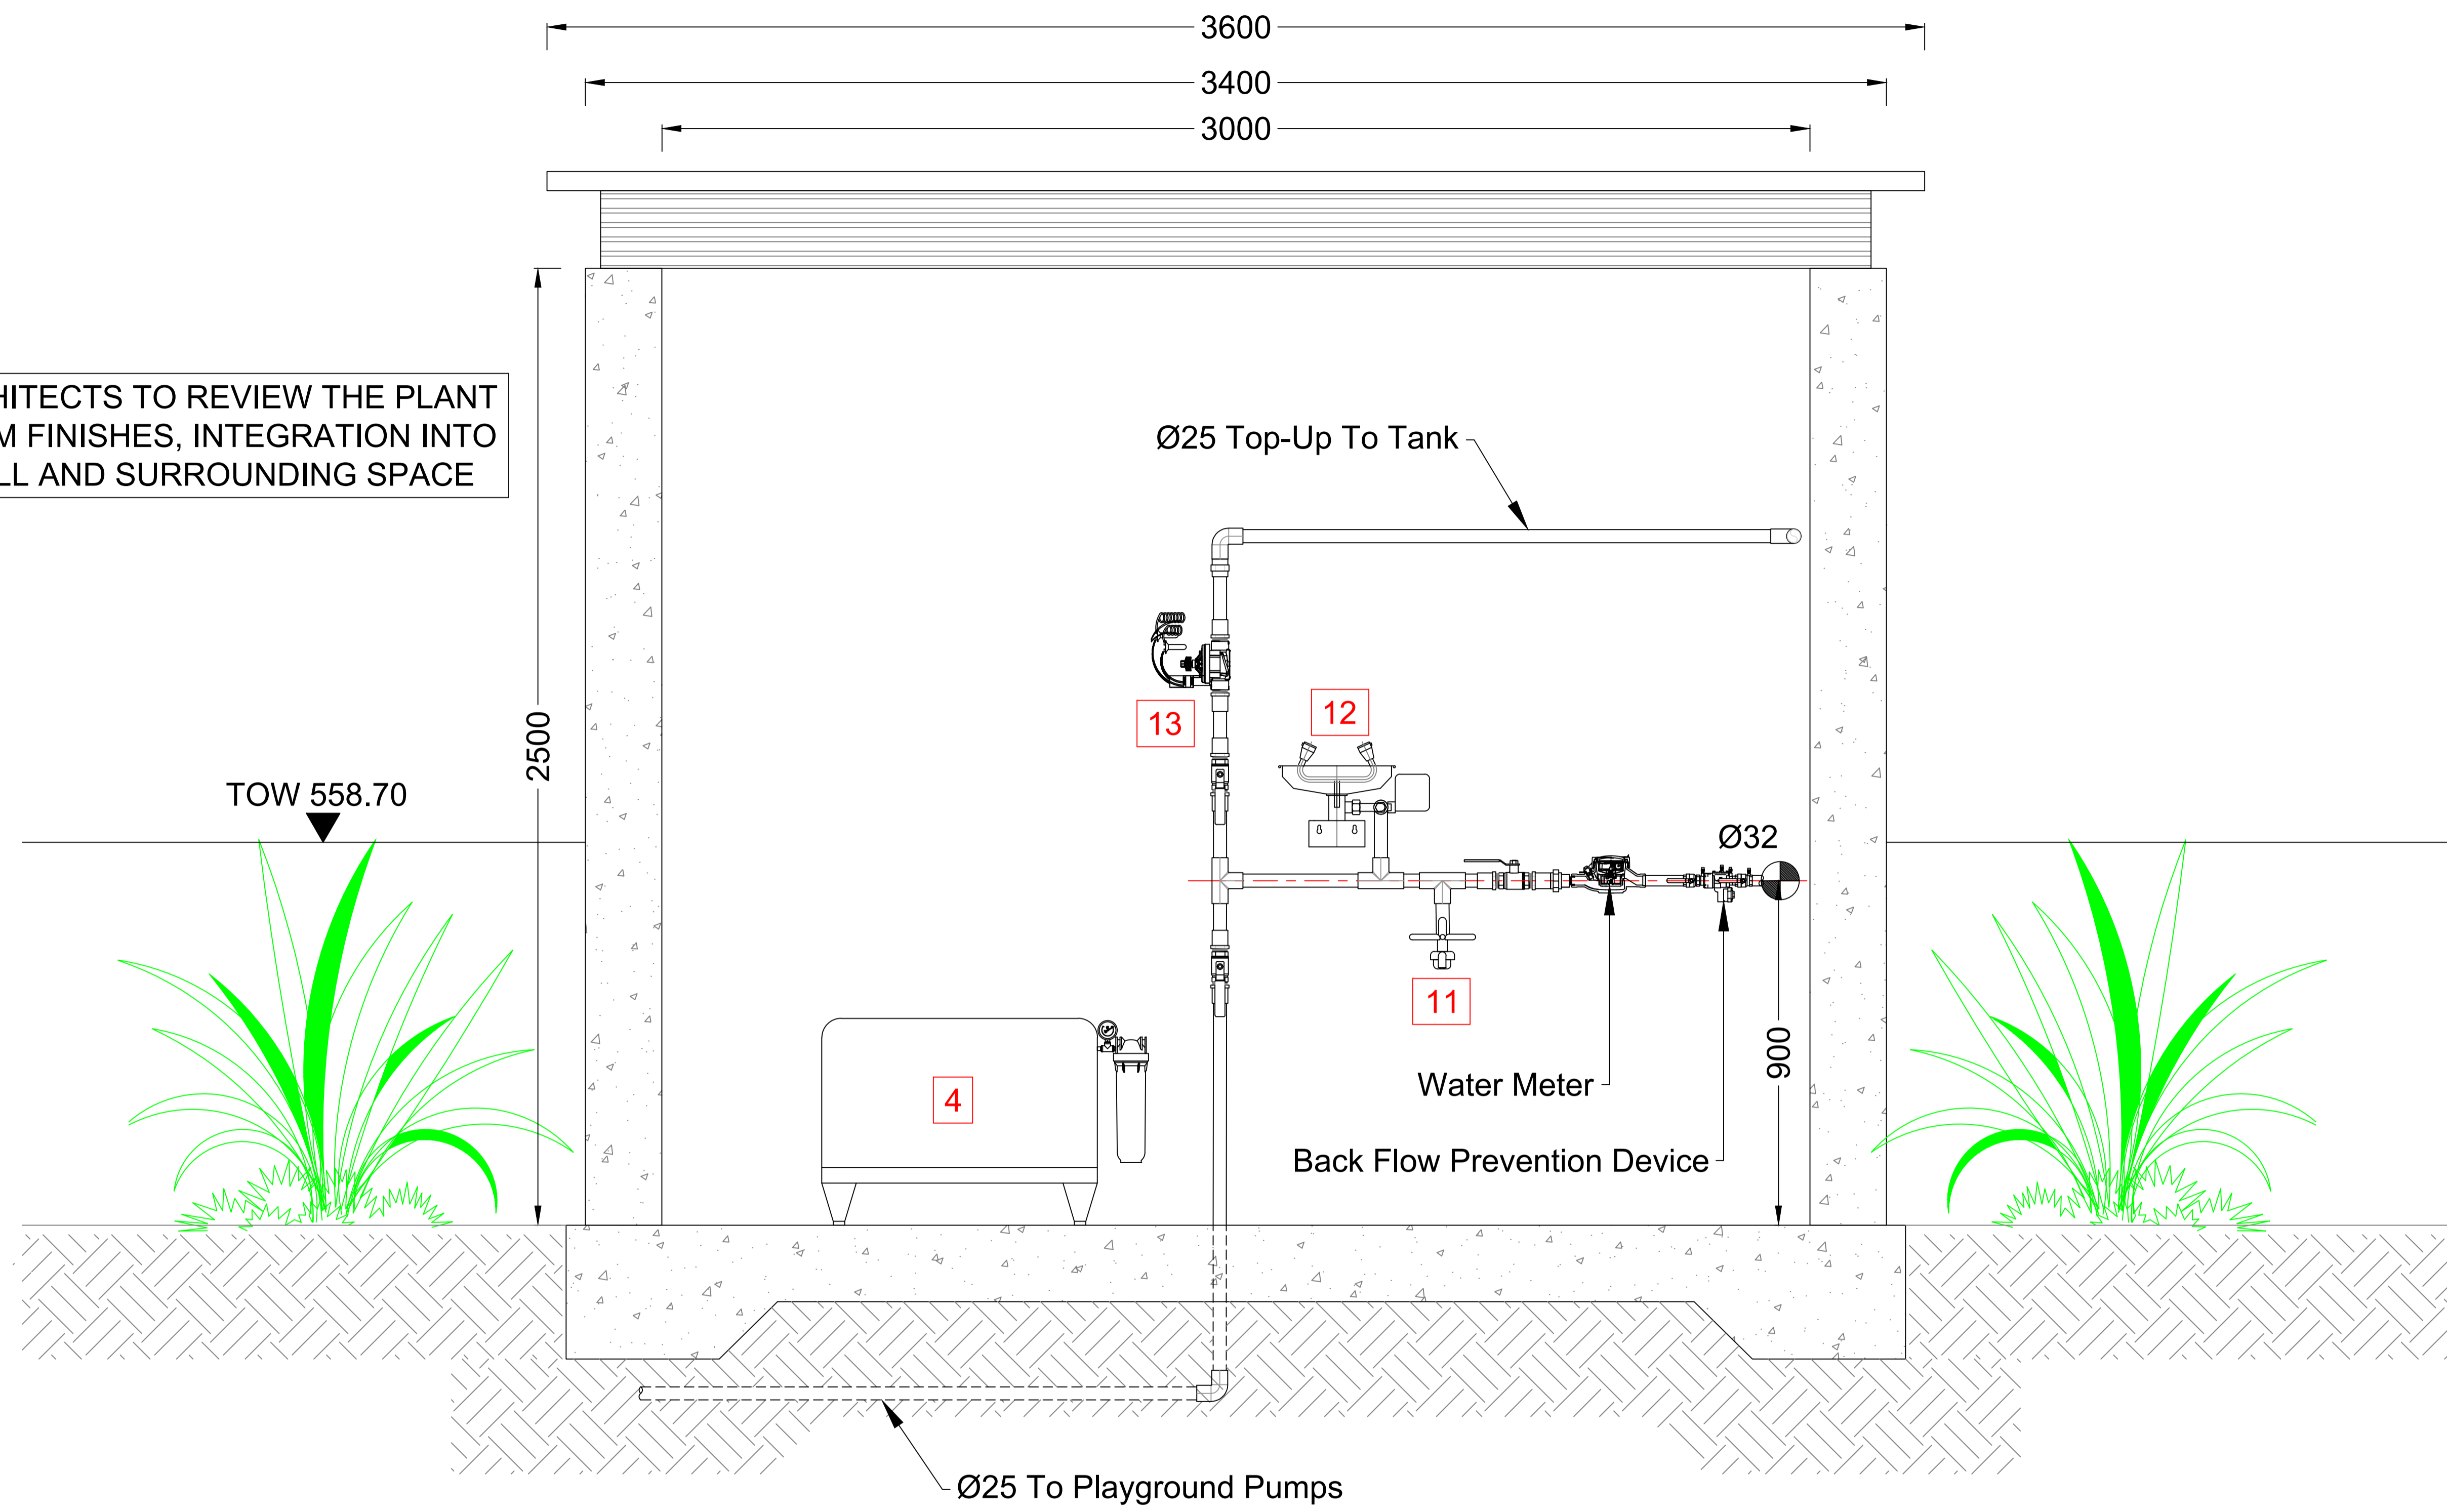 3600
3400
3000
HITECTS TO REVIEW THE PLANT
M FINISHES, INTEGRATION INTO
LL AND SURROUNDING SPACE
Ø25 Top-Up To Tank
2500
13
12
TOW 558.70
Ø32
11
4
Water Meter
900
Back Flow Prevention Device
Ø25 To Playground Pumps